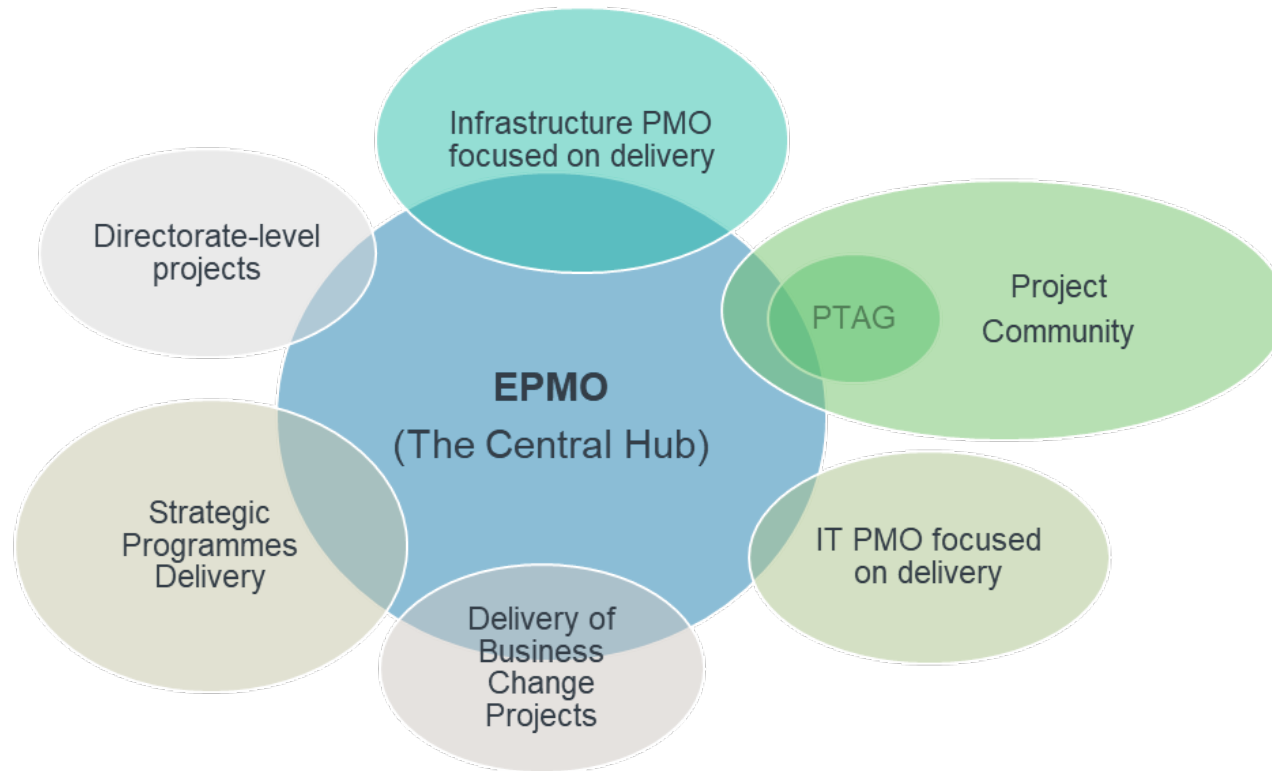 Infrastructure PMO
focused on delivery
Directorate-level
projects
PTAG
Project
Community
EPMO
(The Central Hub)
Strategic
Programmes
Delivery
IT PMO focused
on delivery
Delivery of
Business
Change
Projects